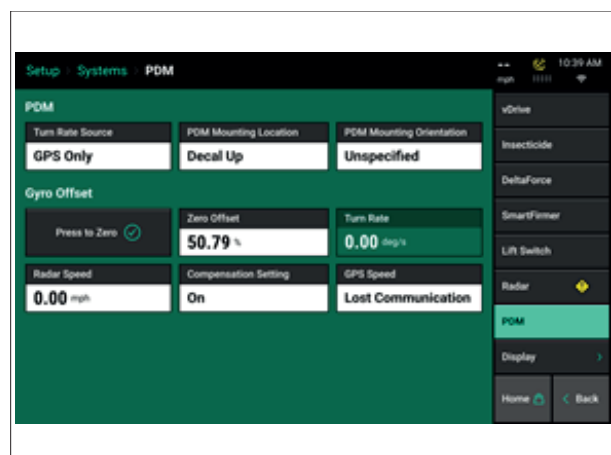 Setup > Systems > PDM
-- mph
10:39 AM
PDM
Turn Rate Source
GPS Only
PDM Mounting Location
Decal Up
PDM Mounting Orientation
Unspecified
Gyro Offset
Press to Zero
Zero Offset
50.79 %
Turn Rate
0.00 deg/s
Radar Speed
0.00 mph
Compensation Setting
On
GPS Speed
Lost Communication
vDrive
Insecticide
DeltaForce
SmartFirmer
Lift Switch
Radar
PDM
Display >
Home
< Back